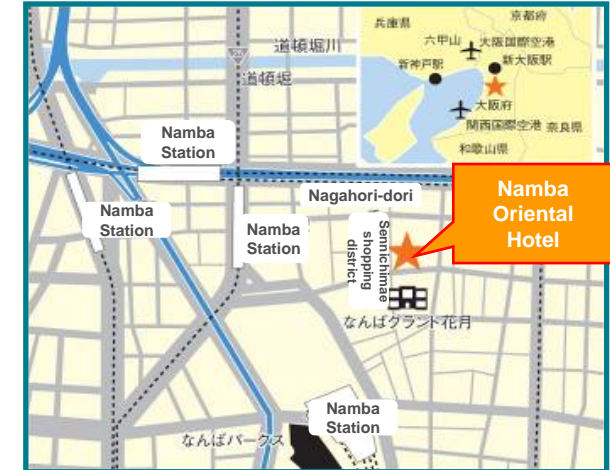 京都府
兵庫県
六甲山
大阪国際空港
新神戸駅
新大阪駅
大阪府
関西国際空港
奈良県
和歌山県
道頓堀川
道頓堀
Namba
Station
Nagahori-dori
Namba
Oriental
Hotel
Namba
Station
Namba
Station
Sennichimae
shopping
district
なんばグランド花月
Namba
Station
なんばパークス